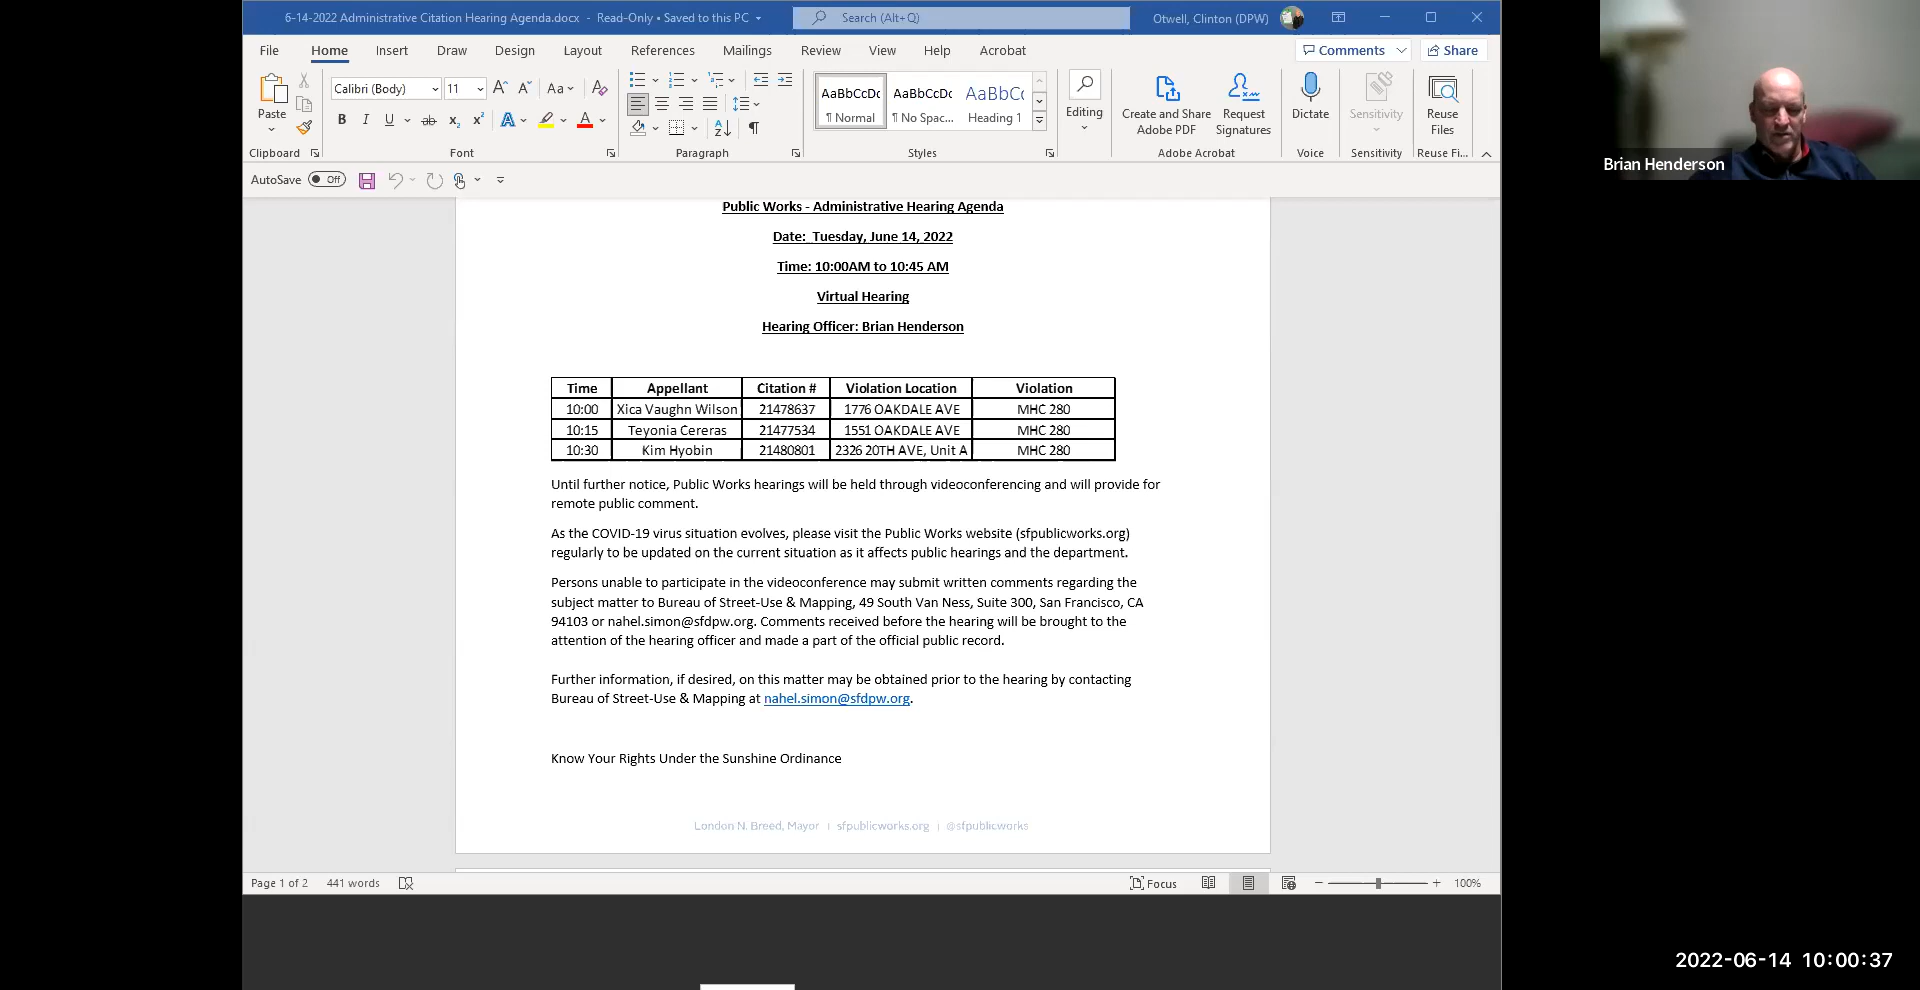 6-14-2022 Administrative Citation Hearing Agenda.docx - Read-Only • Saved to this PC
Search (Alt+Q)
Otwell, Clinton (DPW)
File Home Insert Draw Design Layout References Mailings Review View Help Acrobat
Comments Share
Paste
Calibri (Body) 11
Aa
B I U ab x₂ x² A A
AaBbCcDc AaBbCcDc AaBbCc
¶ Normal ¶ No Spac... Heading 1
Editing
Create and Share
Adobe PDF
Request
Signatures
Dictate
Sensitivity
Reuse
Files
Clipboard Font Paragraph Styles Adobe Acrobat Voice Sensitivity Reuse Fi...
AutoSave Off
Public Works - Administrative Hearing Agenda
Date: Tuesday, June 14, 2022
Time: 10:00AM to 10:45 AM
Virtual Hearing
Hearing Officer: Brian Henderson
Time Appellant Citation # Violation Location Violation
10:00 Xica Vaughn Wilson 21478637 1776 OAKDALE AVE MHC 280
10:15 Teyonia Cereras 21477534 1551 OAKDALE AVE MHC 280
10:30 Kim Hyobin 21480801 2326 20TH AVE, Unit A MHC 280
Until further notice, Public Works hearings will be held through videoconferencing and will provide for
remote public comment.
As the COVID-19 virus situation evolves, please visit the Public Works website (sfpublicworks.org)
regularly to be updated on the current situation as it affects public hearings and the department.
Persons unable to participate in the videoconference may submit written comments regarding the
subject matter to Bureau of Street-Use & Mapping, 49 South Van Ness, Suite 300, San Francisco, CA
94103 or nahel.simon@sfdpw.org. Comments received before the hearing will be brought to the
attention of the hearing officer and made a part of the official public record.
Further information, if desired, on this matter may be obtained prior to the hearing by contacting
Bureau of Street-Use & Mapping at nahel.simon@sfdpw.org.
Know Your Rights Under the Sunshine Ordinance
London N. Breed, Mayor | sfpublicworks.org | @sfpublicworks
Page 1 of 2 441 words
Focus
100%
Brian Henderson
2022-06-14 10:00:37